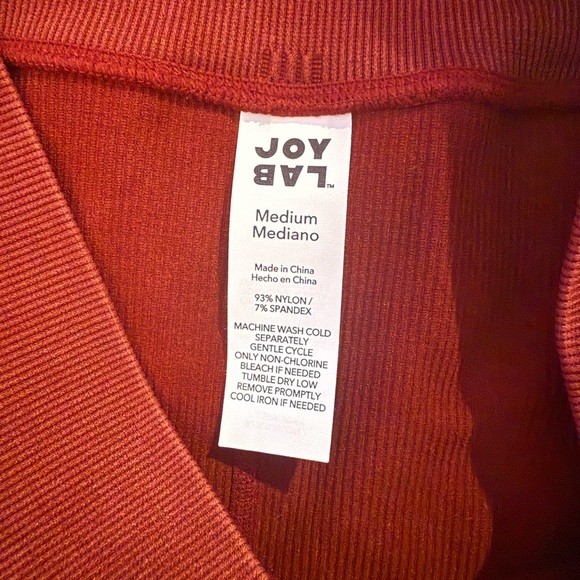 JOY
LAB™
Medium
Mediano
Made in China
Hecho en China
93% NYLON /
7% SPANDEX
MACHINE WASH COLD
SEPARATELY
GENTLE CYCLE
ONLY NON-CHLORINE
BLEACH IF NEEDED
TUMBLE DRY LOW
REMOVE PROMPTLY
COOL IRON IF NEEDED